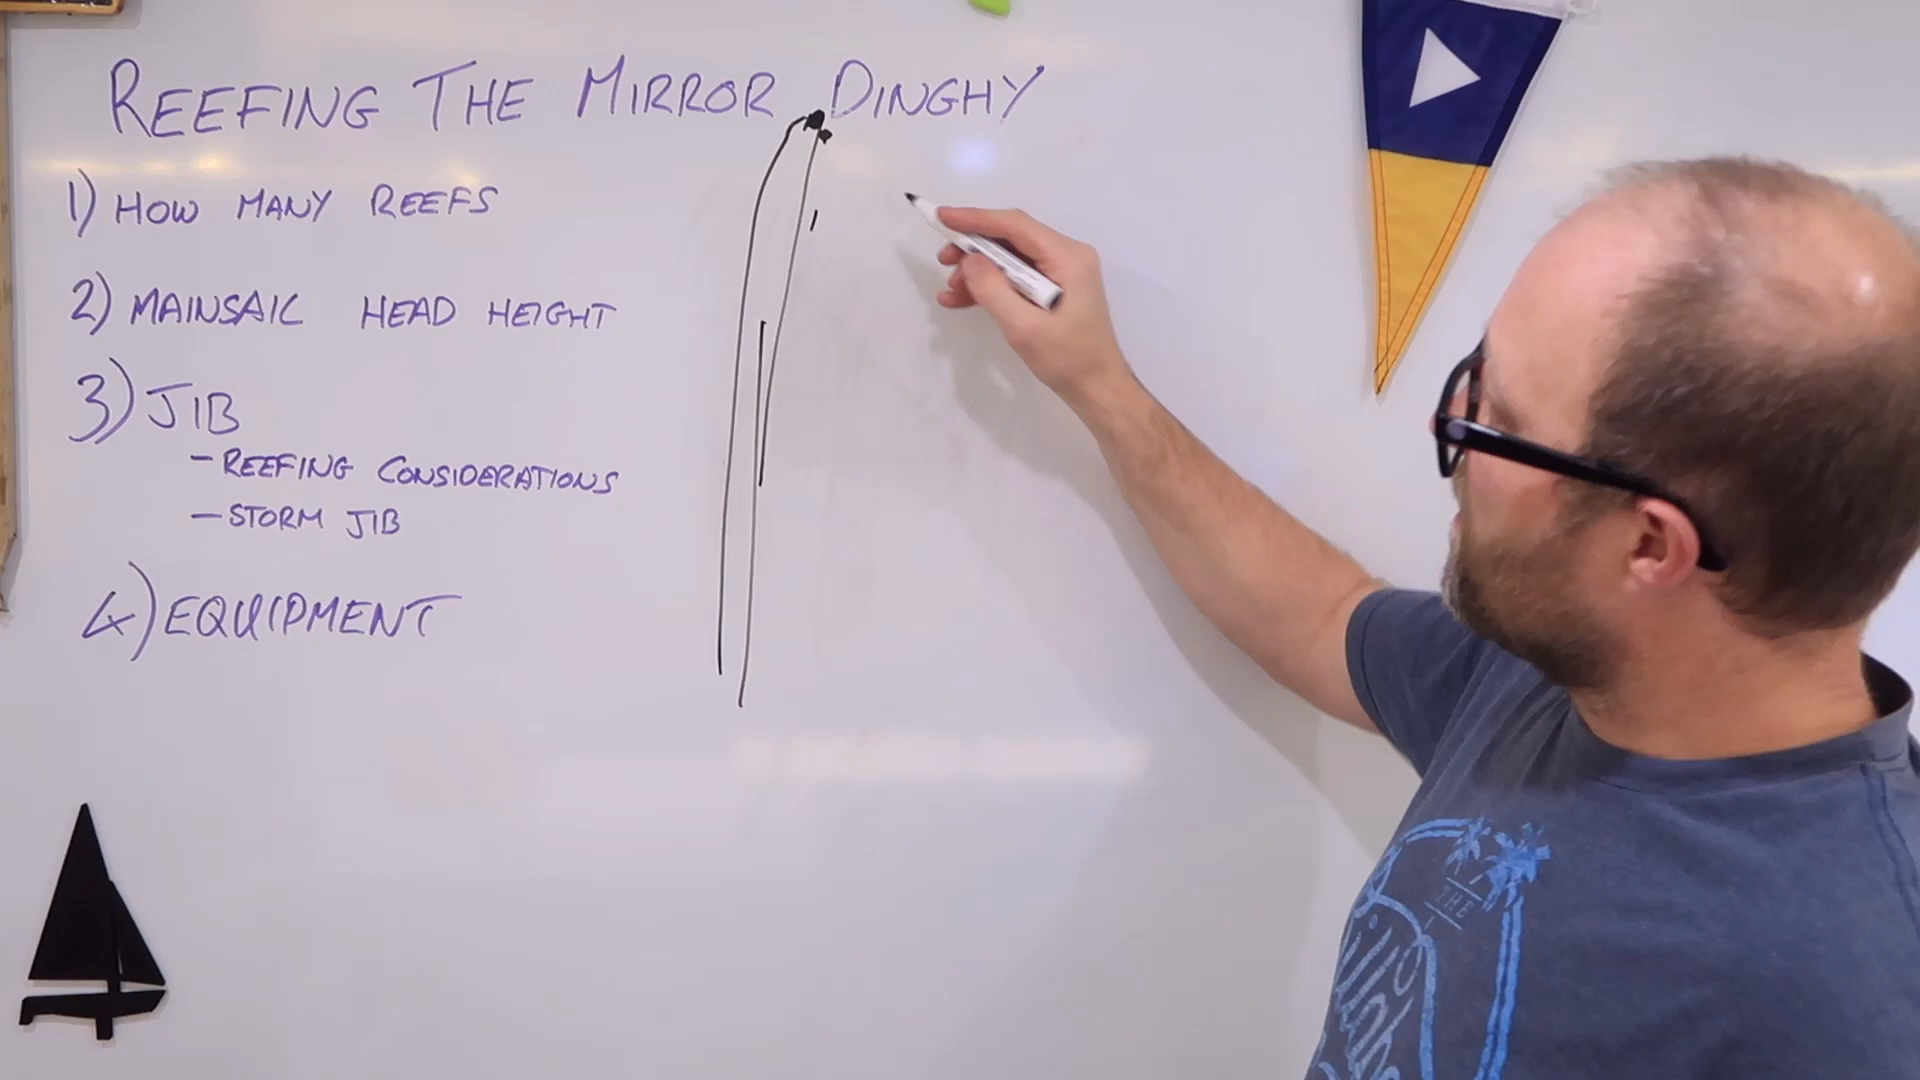 REEFING THE MIRROR DINGHY
1) HOW MANY REEFS
2) MAINSAIL HEAD HEIGHT
3) JIB
- REEFING CONSIDERATIONS
- STORM JIB
4) EQUIPMENT
THE